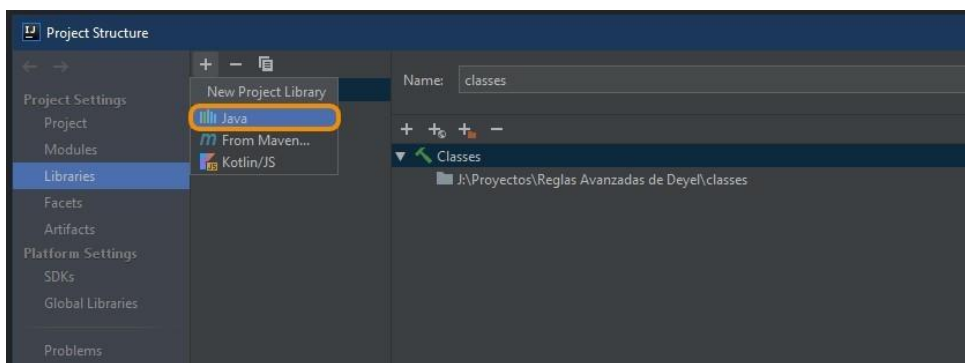 Project Structure
Project Settings
Project
Modules
Libraries
Facets
Artifacts
Platform Settings
SDKs
Global Libraries
Problems
New Project Library
Java
From Maven...
Kotlin/JS
Name: classes
Classes
J:\Proyectos\Reglas Avanzadas de Deyel\classes